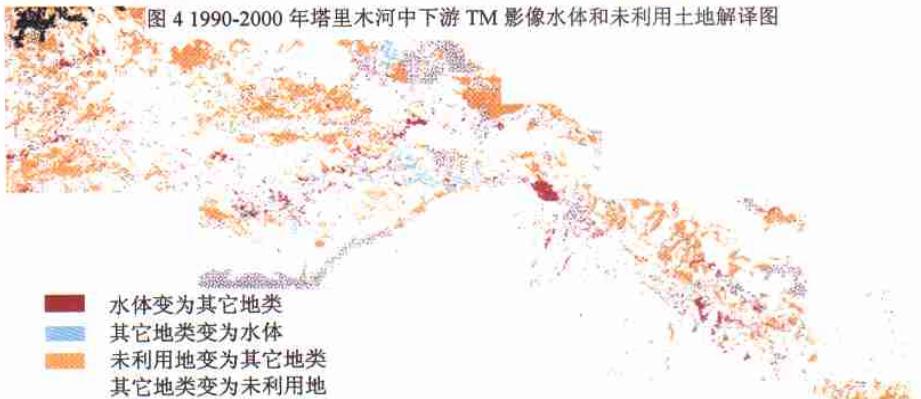 图 4 1990-2000 年塔里木河中下游 TM 影像水体和未利用土地解译图
水体变为其它地类
其它地类变为水体
未利用地变为其它地类
其它地类变为未利用地